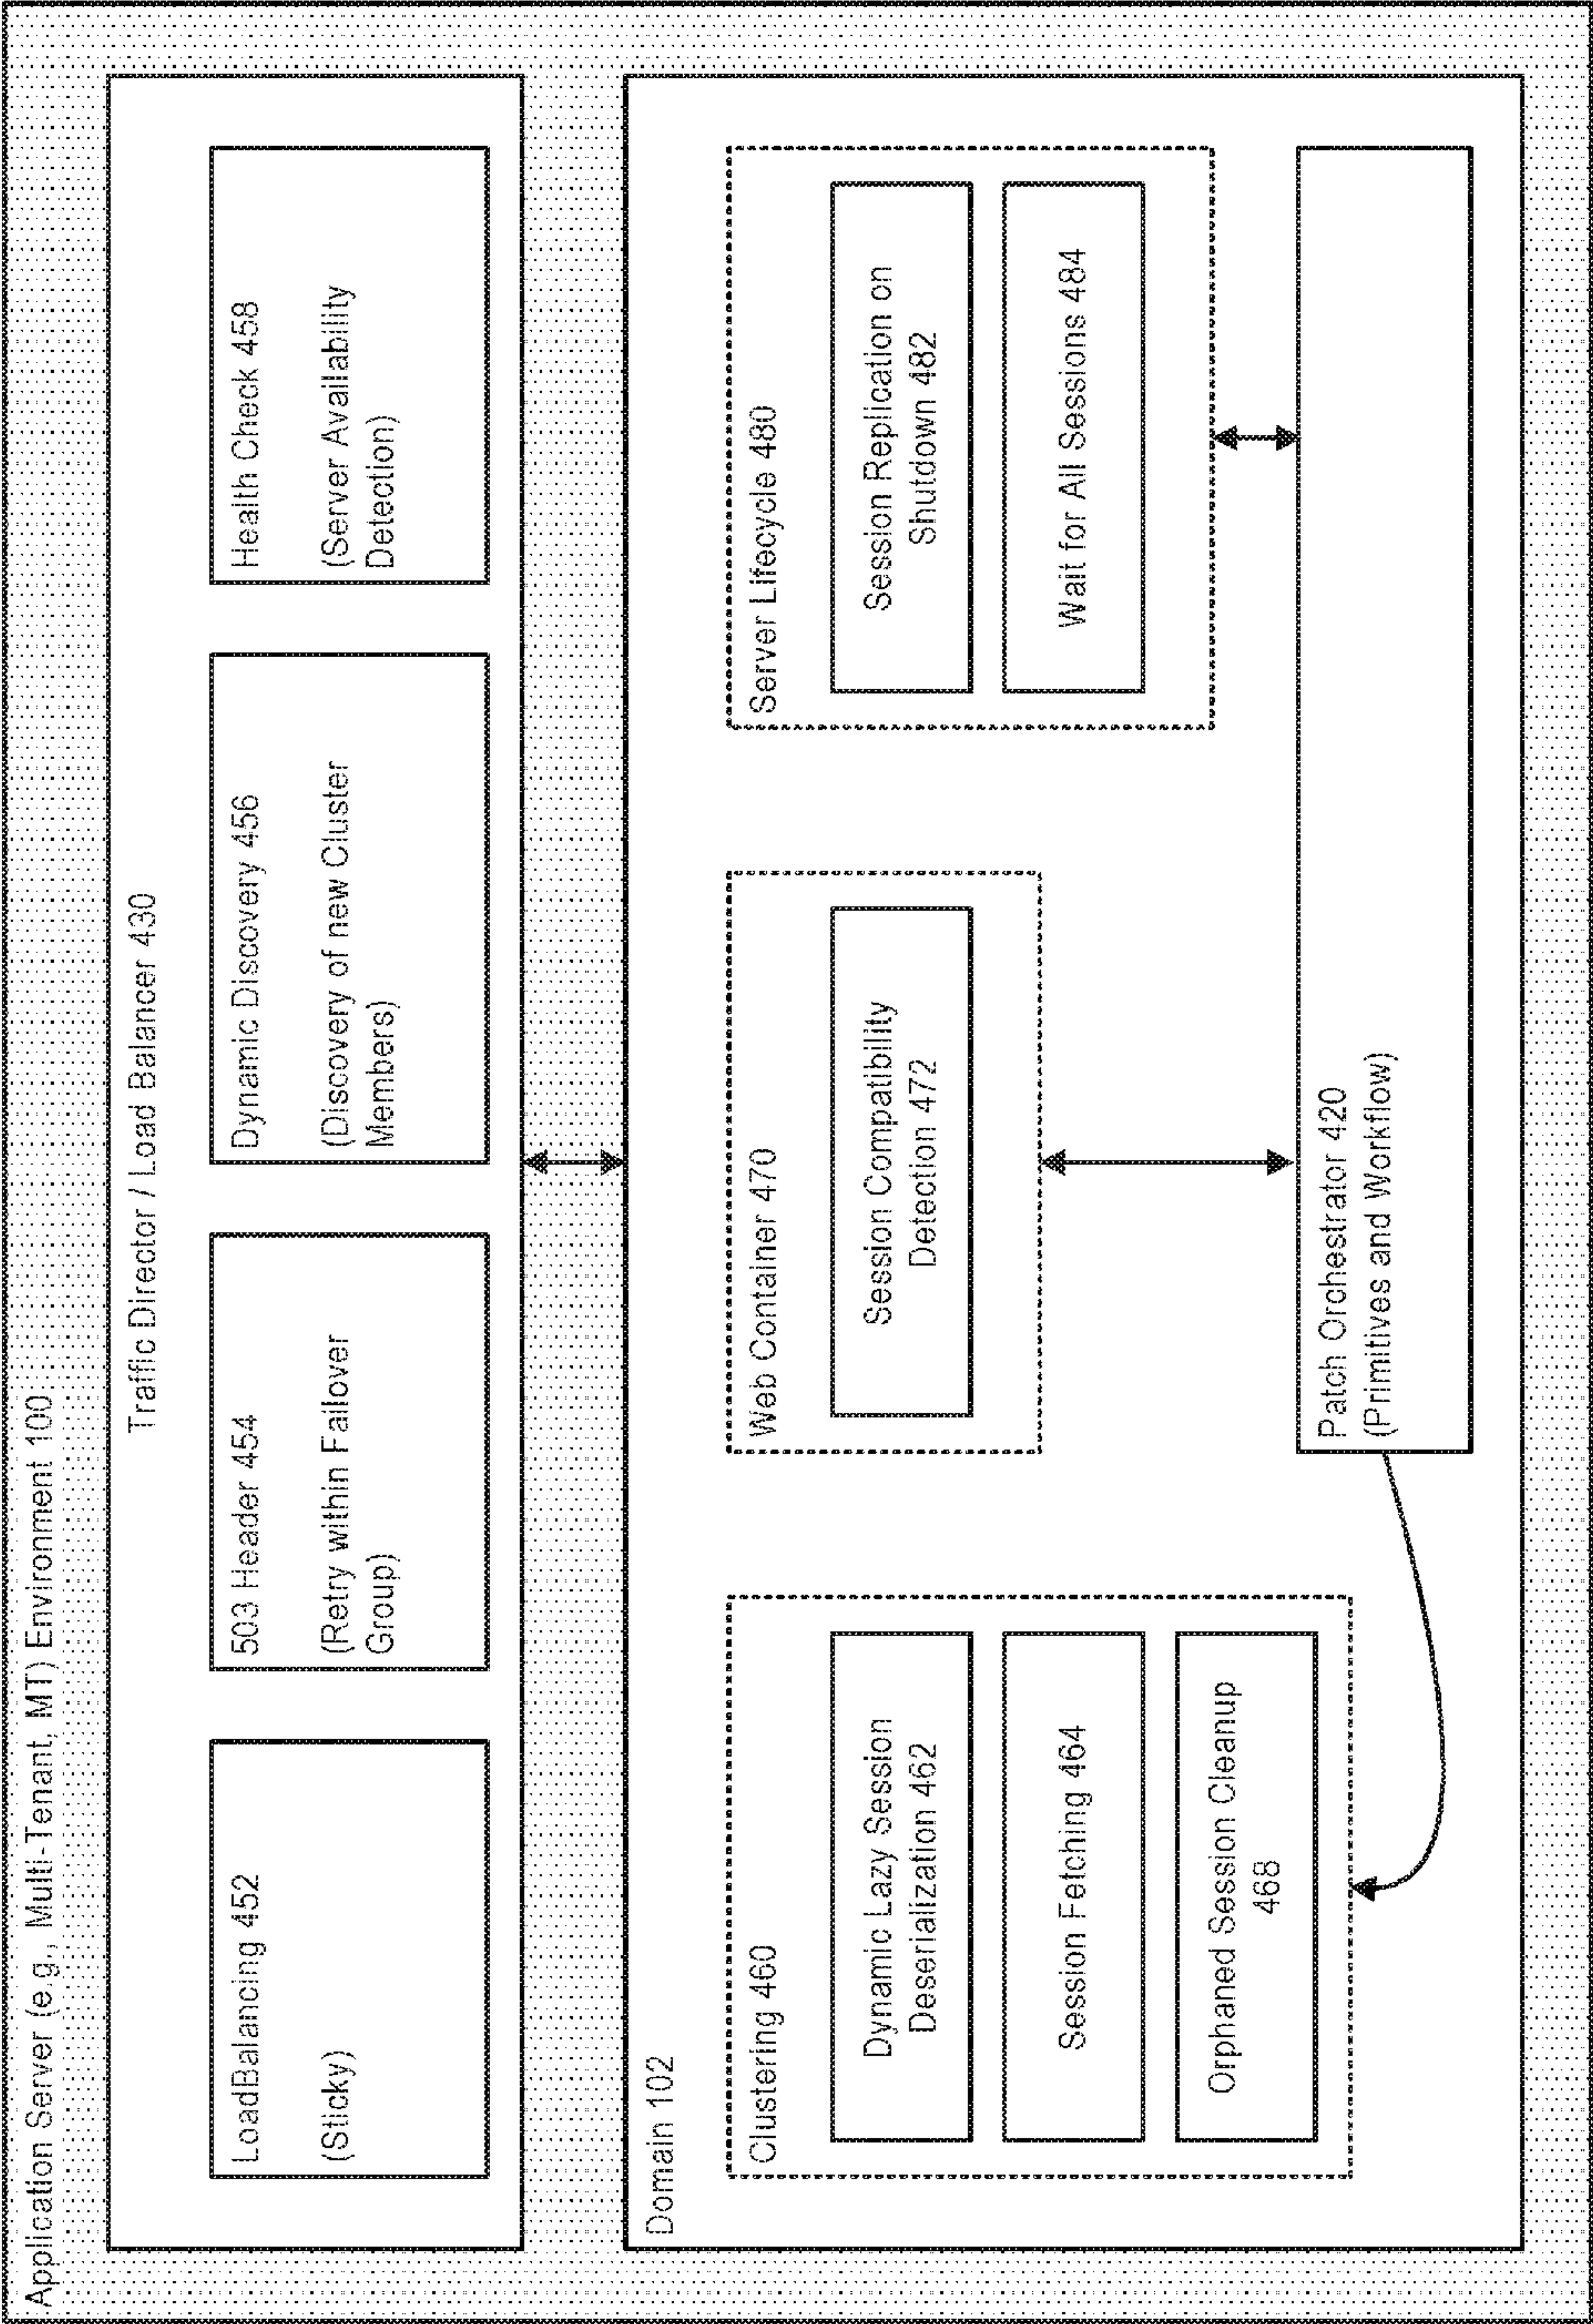 Application Server (e.g., Multi-Tenant, MT) Environment 100
Traffic Director / Load Balancer 430
LoadBalancing 452
(Sticky)
503 Header 454
(Retry within Failover
Group)
Dynamic Discovery 456
(Discovery of new Cluster
Members)
Health Check 458
(Server Availability
Detection)
Domain 102
Clustering 460
Dynamic Lazy Session
Deserialization 462
Session Fetching 464
Orphaned Session Cleanup
468
Web Container 470
Session Compatibility
Detection 472
Server Lifecycle 480
Session Replication on
Shutdown 482
Wait for All Sessions 484
Patch Orchestrator 420
(Primitives and Workflow)